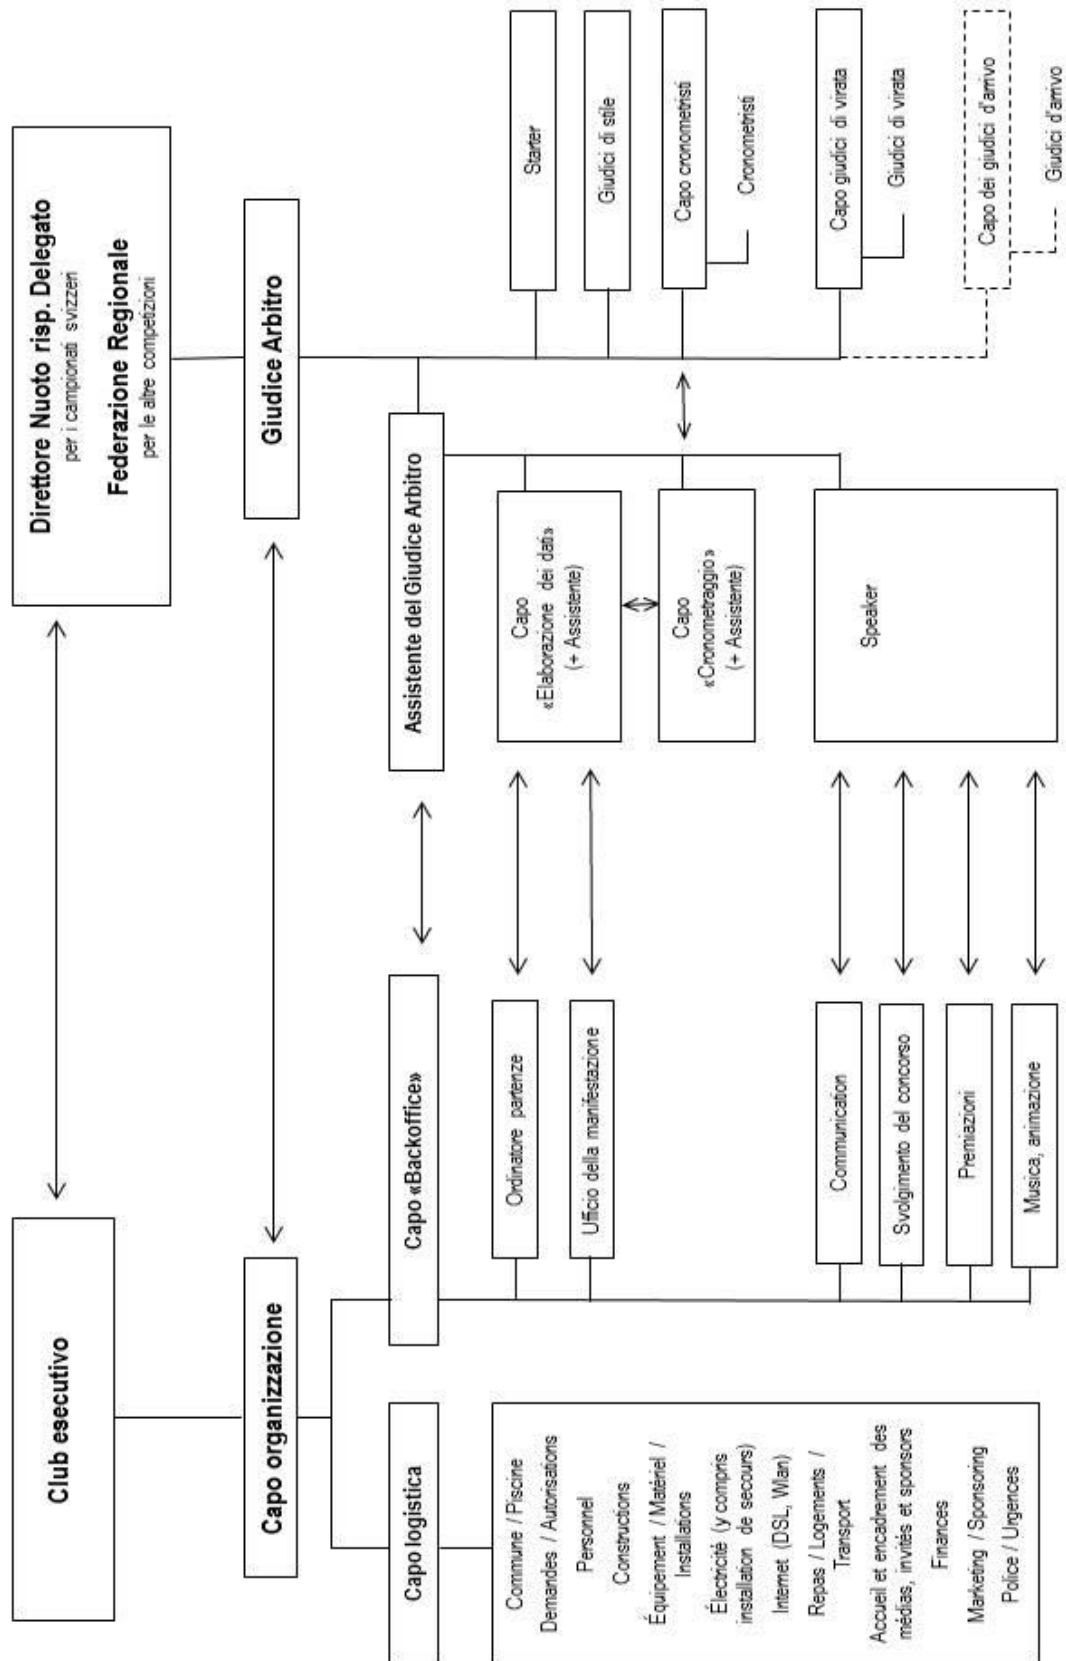 Club esecutivo
Direttore Nuoto risp. Delegato
per i campionati svizzeri
Federazione Regionale
per le altre competizioni
Capo organizzazione
Giudice Arbitro
Capo logistica
Capo «Backoffice»
Assistente del Giudice Arbitro
Commune / Piscine
Demandes / Autorisations
Personnel
Constructions
Équipement / Matériel /
Installations
Électricité (y compris
installation de secours)
Internet (DSL, Wlan)
Repas / Logements /
Transport
Accueil et encadrement des
médias, invités et sponsors
Finances
Marketing / Sponsoring
Police / Urgences
Ordinatore partenze
Ufficio della manifestazione
Communication
Svolgimento del concorso
Premiazioni
Musica, animazione
Capo
«Elaborazione dei dati»
(+ Assistente)
Capo
«Cronometraggio»
(+ Assistente)
Speaker
Starter
Giudici di stile
Capo cronometristi
Cronometristi
Capo giudici di virata
Giudici di virata
Capo dei giudici d'arrivo
Giudici d'arrivo